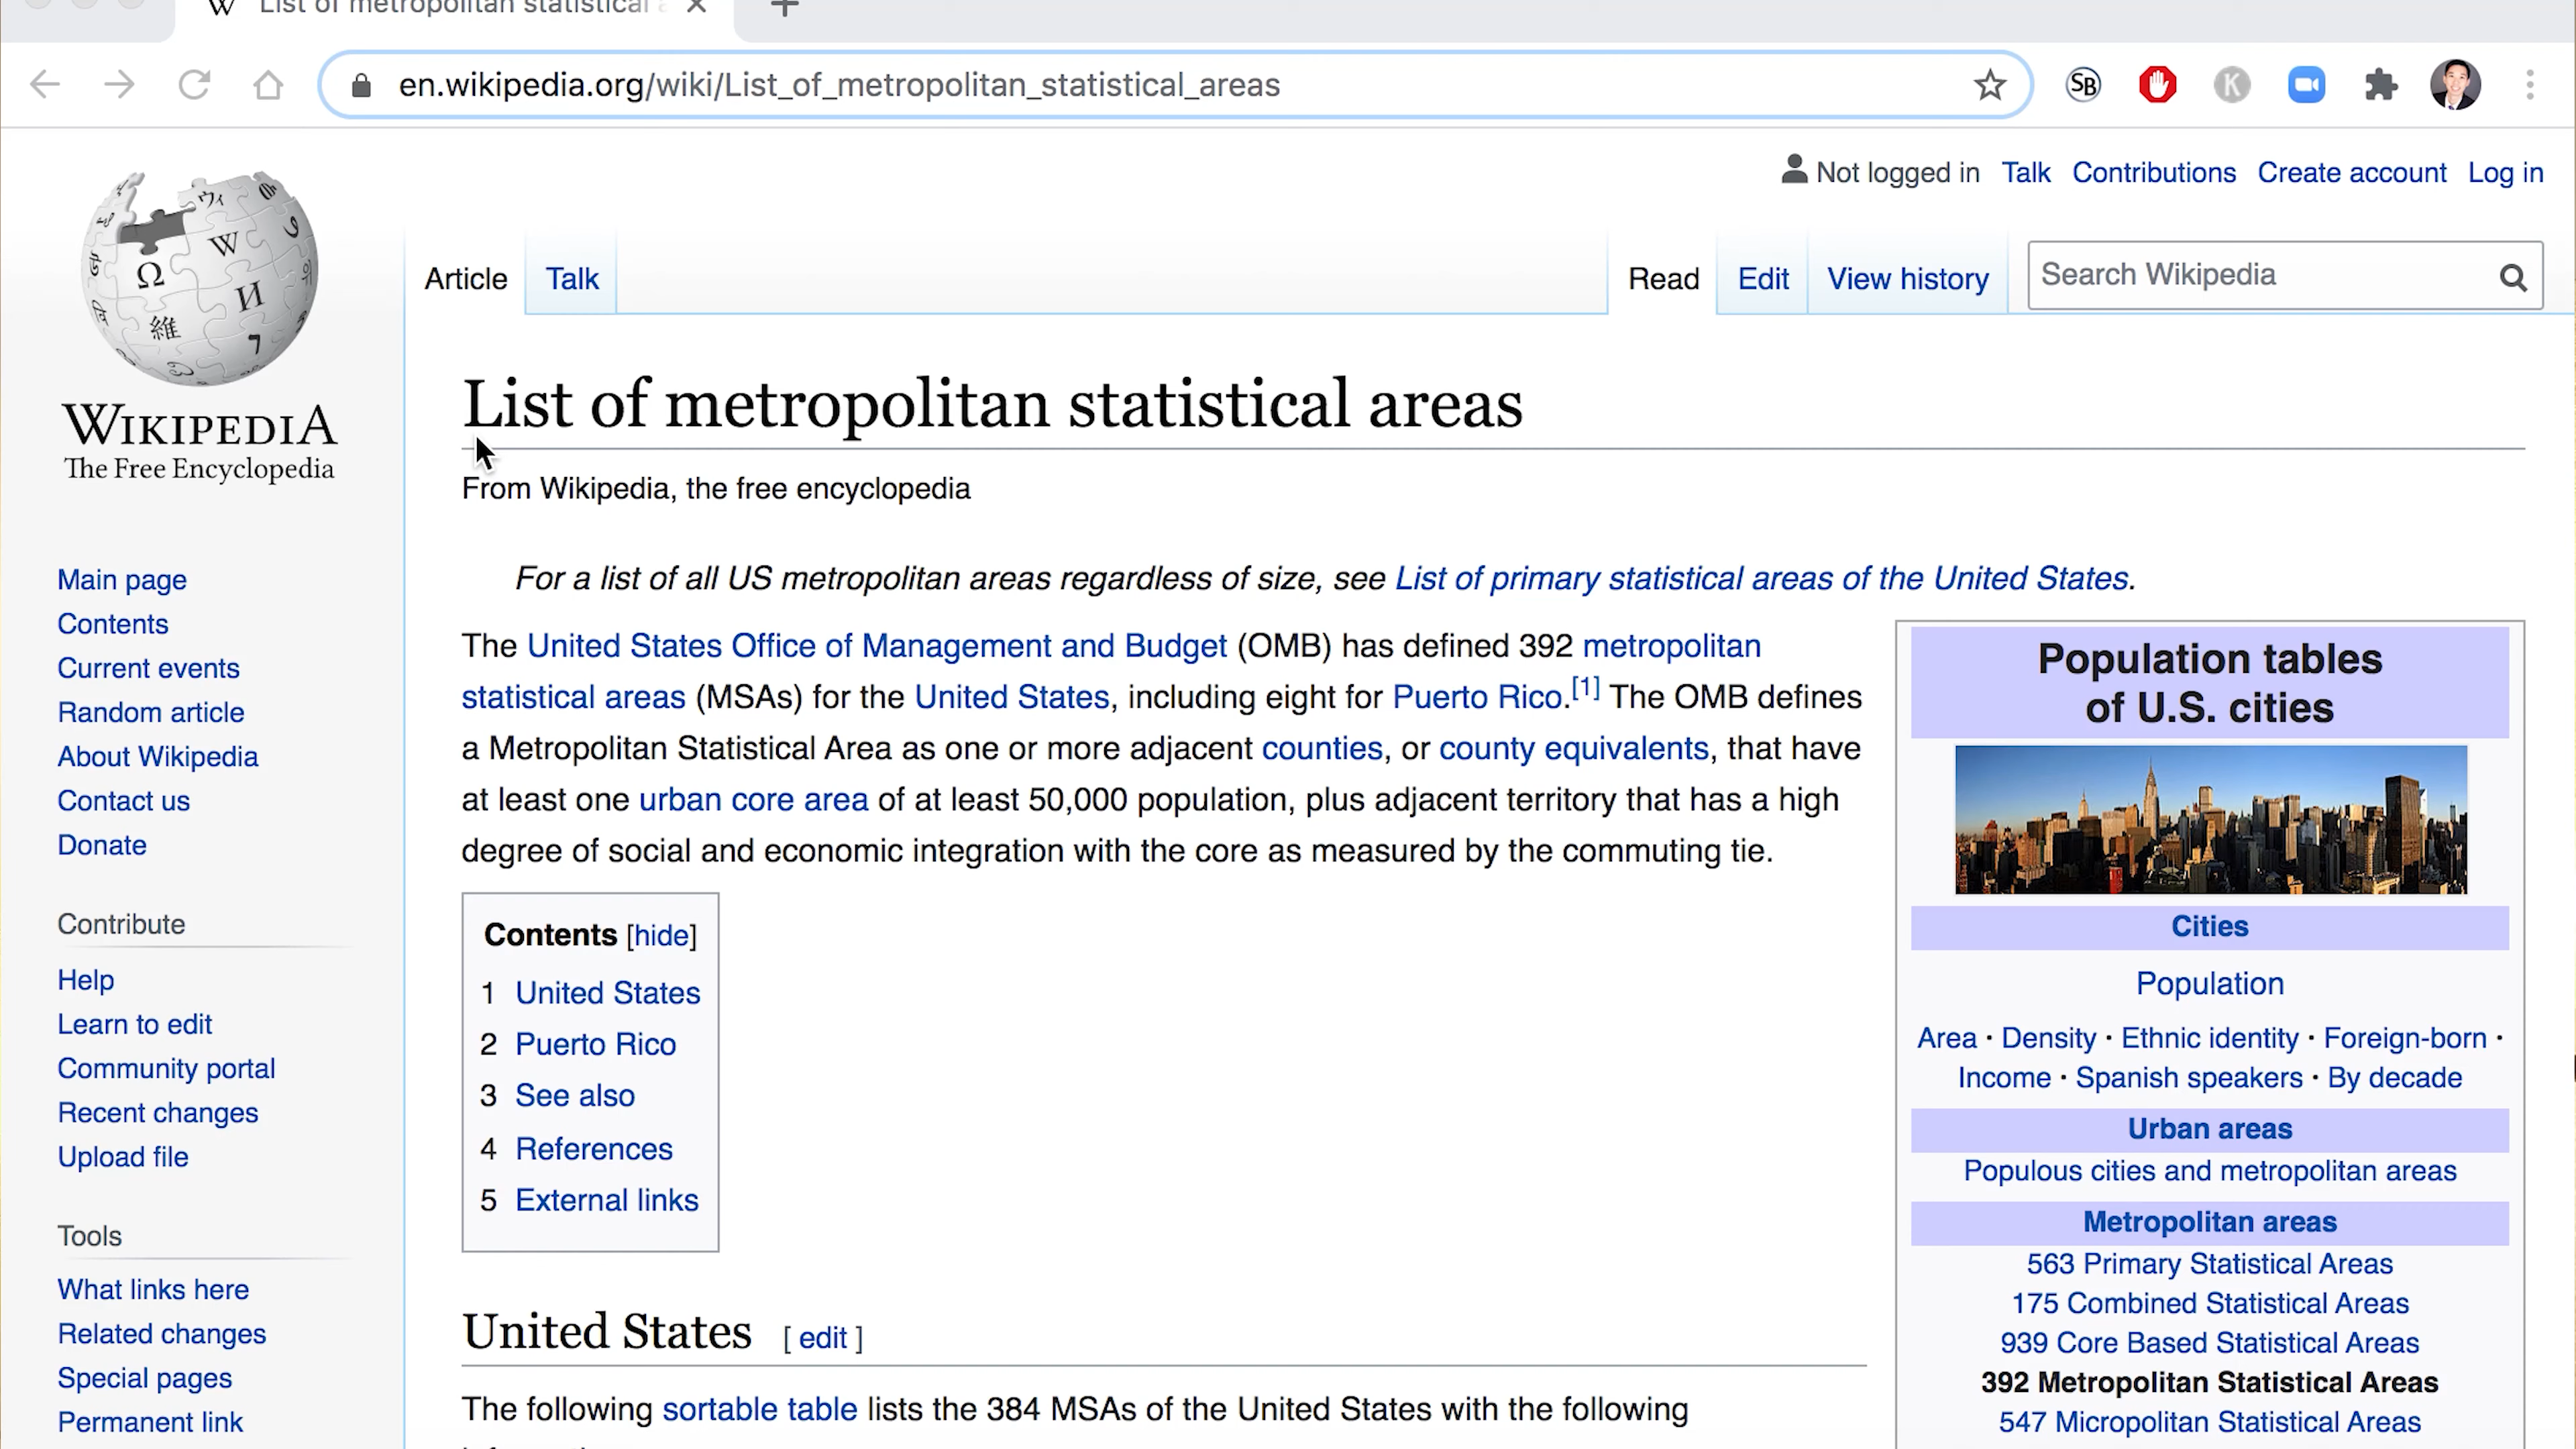 List of metropolitan statistical a
en.wikipedia.org/wiki/List_of_metropolitan_statistical_areas
SB
K
Not logged in Talk Contributions Create account Log in
Article Talk Read Edit View history Search Wikipedia
WIKIPEDIA
The Free Encyclopedia
Main page
Contents
Current events
Random article
About Wikipedia
Contact us
Donate
Contribute
Help
Learn to edit
Community portal
Recent changes
Upload file
Tools
What links here
Related changes
Special pages
Permanent link
List of metropolitan statistical areas
From Wikipedia, the free encyclopedia
For a list of all US metropolitan areas regardless of size, see List of primary statistical areas of the United States.
The United States Office of Management and Budget (OMB) has defined 392 metropolitan
statistical areas (MSAs) for the United States, including eight for Puerto Rico.[1] The OMB defines
a Metropolitan Statistical Area as one or more adjacent counties, or county equivalents, that have
at least one urban core area of at least 50,000 population, plus adjacent territory that has a high
degree of social and economic integration with the core as measured by the commuting tie.
Contents [hide]
1 United States
2 Puerto Rico
3 See also
4 References
5 External links
United States [ edit ]
The following sortable table lists the 384 MSAs of the United States with the following
Population tables
of U.S. cities
Cities
Population
Area · Density · Ethnic identity · Foreign-born ·
Income · Spanish speakers · By decade
Urban areas
Populous cities and metropolitan areas
Metropolitan areas
563 Primary Statistical Areas
175 Combined Statistical Areas
939 Core Based Statistical Areas
392 Metropolitan Statistical Areas
547 Micropolitan Statistical Areas